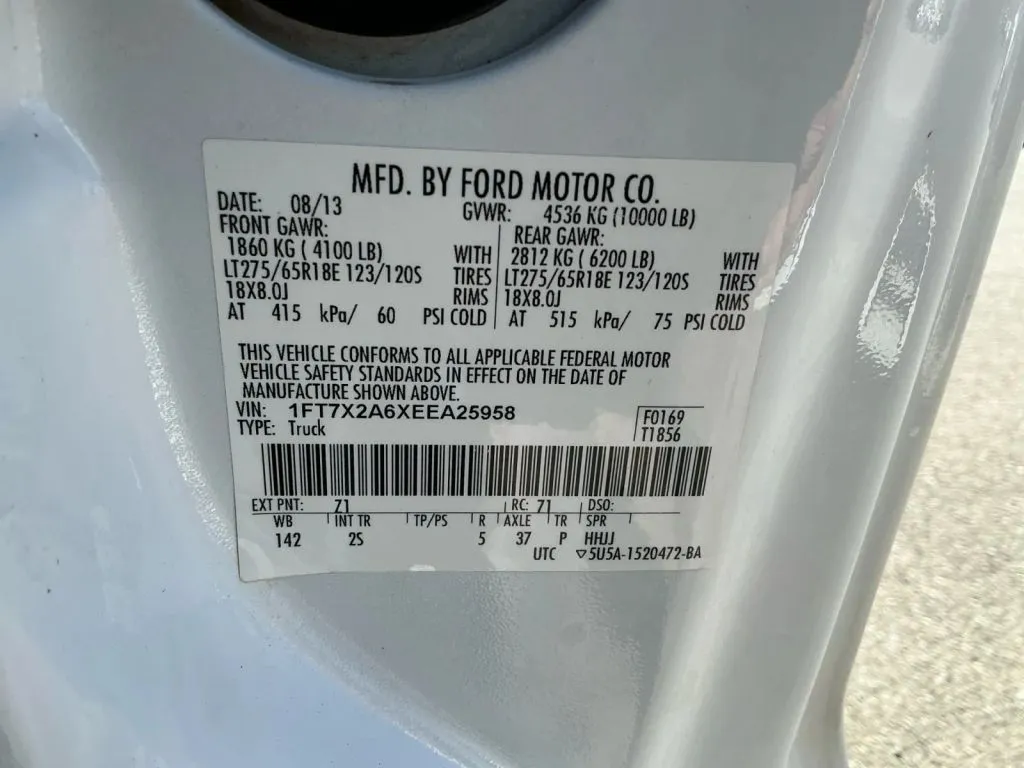 MFD. BY FORD MOTOR CO.
DATE: 08/13 GVWR: 4536 KG (10000 LB)
FRONT GAWR: REAR GAWR:
1860 KG ( 4100 LB) WITH 2812 KG ( 6200 LB) WITH
LT275/65R18E 123/120S TIRES LT275/65R18E 123/120S TIRES
18X8.0J RIMS 18X8.0J RIMS
AT 415 kPa/ 60 PSI COLD AT 515 kPa/ 75 PSI COLD
THIS VEHICLE CONFORMS TO ALL APPLICABLE FEDERAL MOTOR
VEHICLE SAFETY STANDARDS IN EFFECT ON THE DATE OF
MANUFACTURE SHOWN ABOVE.
VIN: 1FT7X2A6XEEA25958 F0169
TYPE: Truck T1856
EXT PNT: Z1 RC: 71 DSO:
WB INT TR TP/PS R AXLE TR SPR
142 2S 5 37 P HHJJ
UTC ▽5U5A-1520472-BA